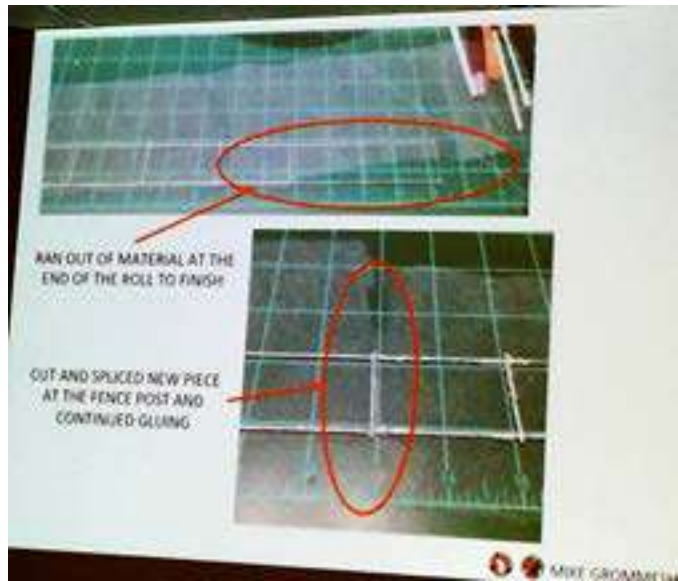 RAN OUT OF MATERIAL AT THE
END OF THE ROLL TO FINISH
CUT AND SPLICED NEW PIECE
AT THE FENCE POST AND
CONTINUED GLUING
MIKE